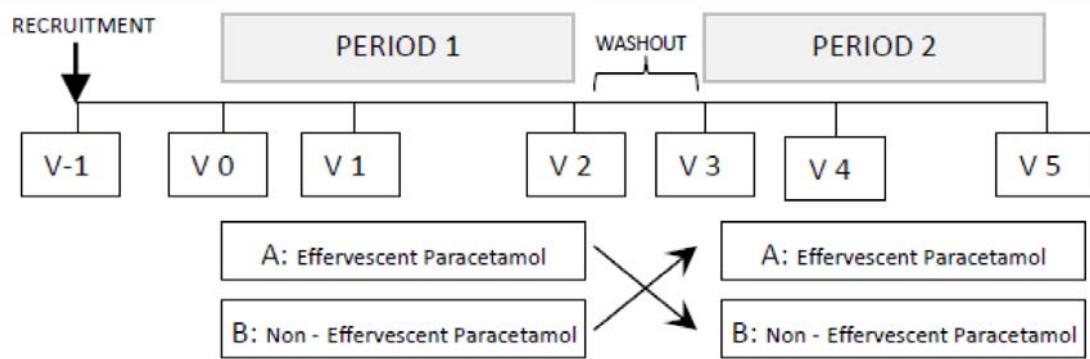 RECRUITMENT
PERIOD 1
WASHOUT
PERIOD 2
V-1
V 0
V 1
V 2
V 3
V 4
V 5
A: Effervescent Paracetamol
A: Effervescent Paracetamol
B: Non - Effervescent Paracetamol
B: Non - Effervescent Paracetamol